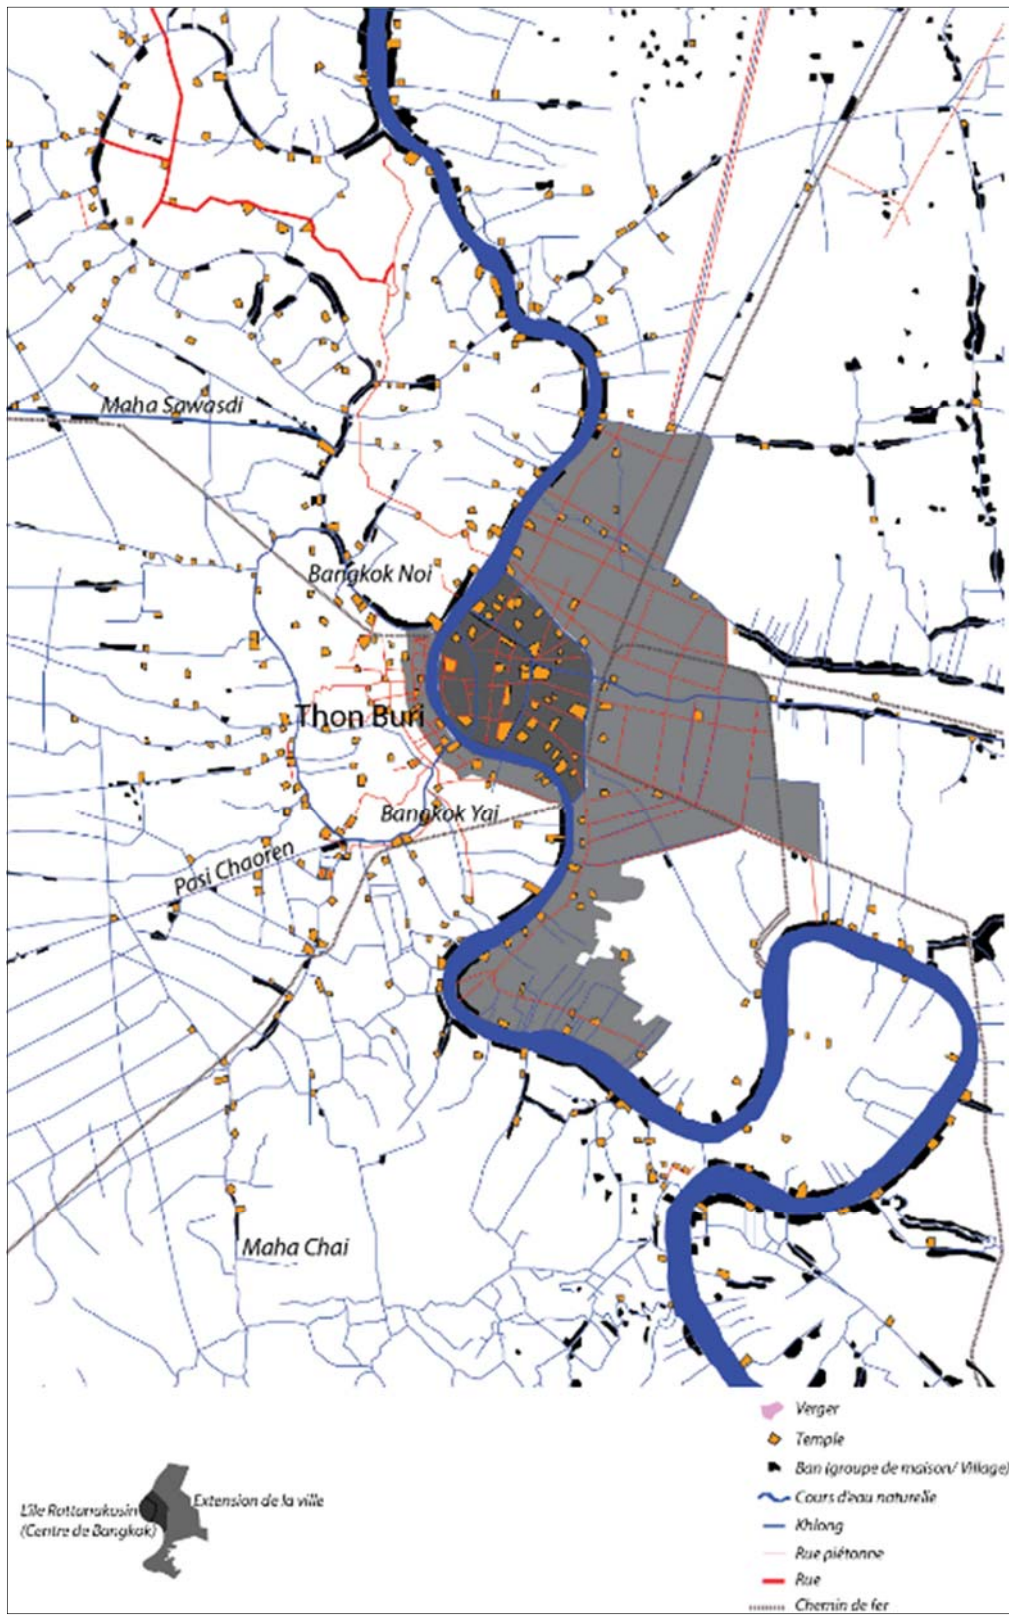 Maha Sawasdi
Bangkok Noi
Thon Buri
Bangkok Yai
Pasi Chaoren
Maha Chai
Verger
Temple
Ban (groupe de maison/ Village)
Cours d'eau naturelle
Khlong
Rue piétonne
Rue
Chemin de fer
L'île Rattanakosin
(Centre de Bangkok)
Extension de la ville